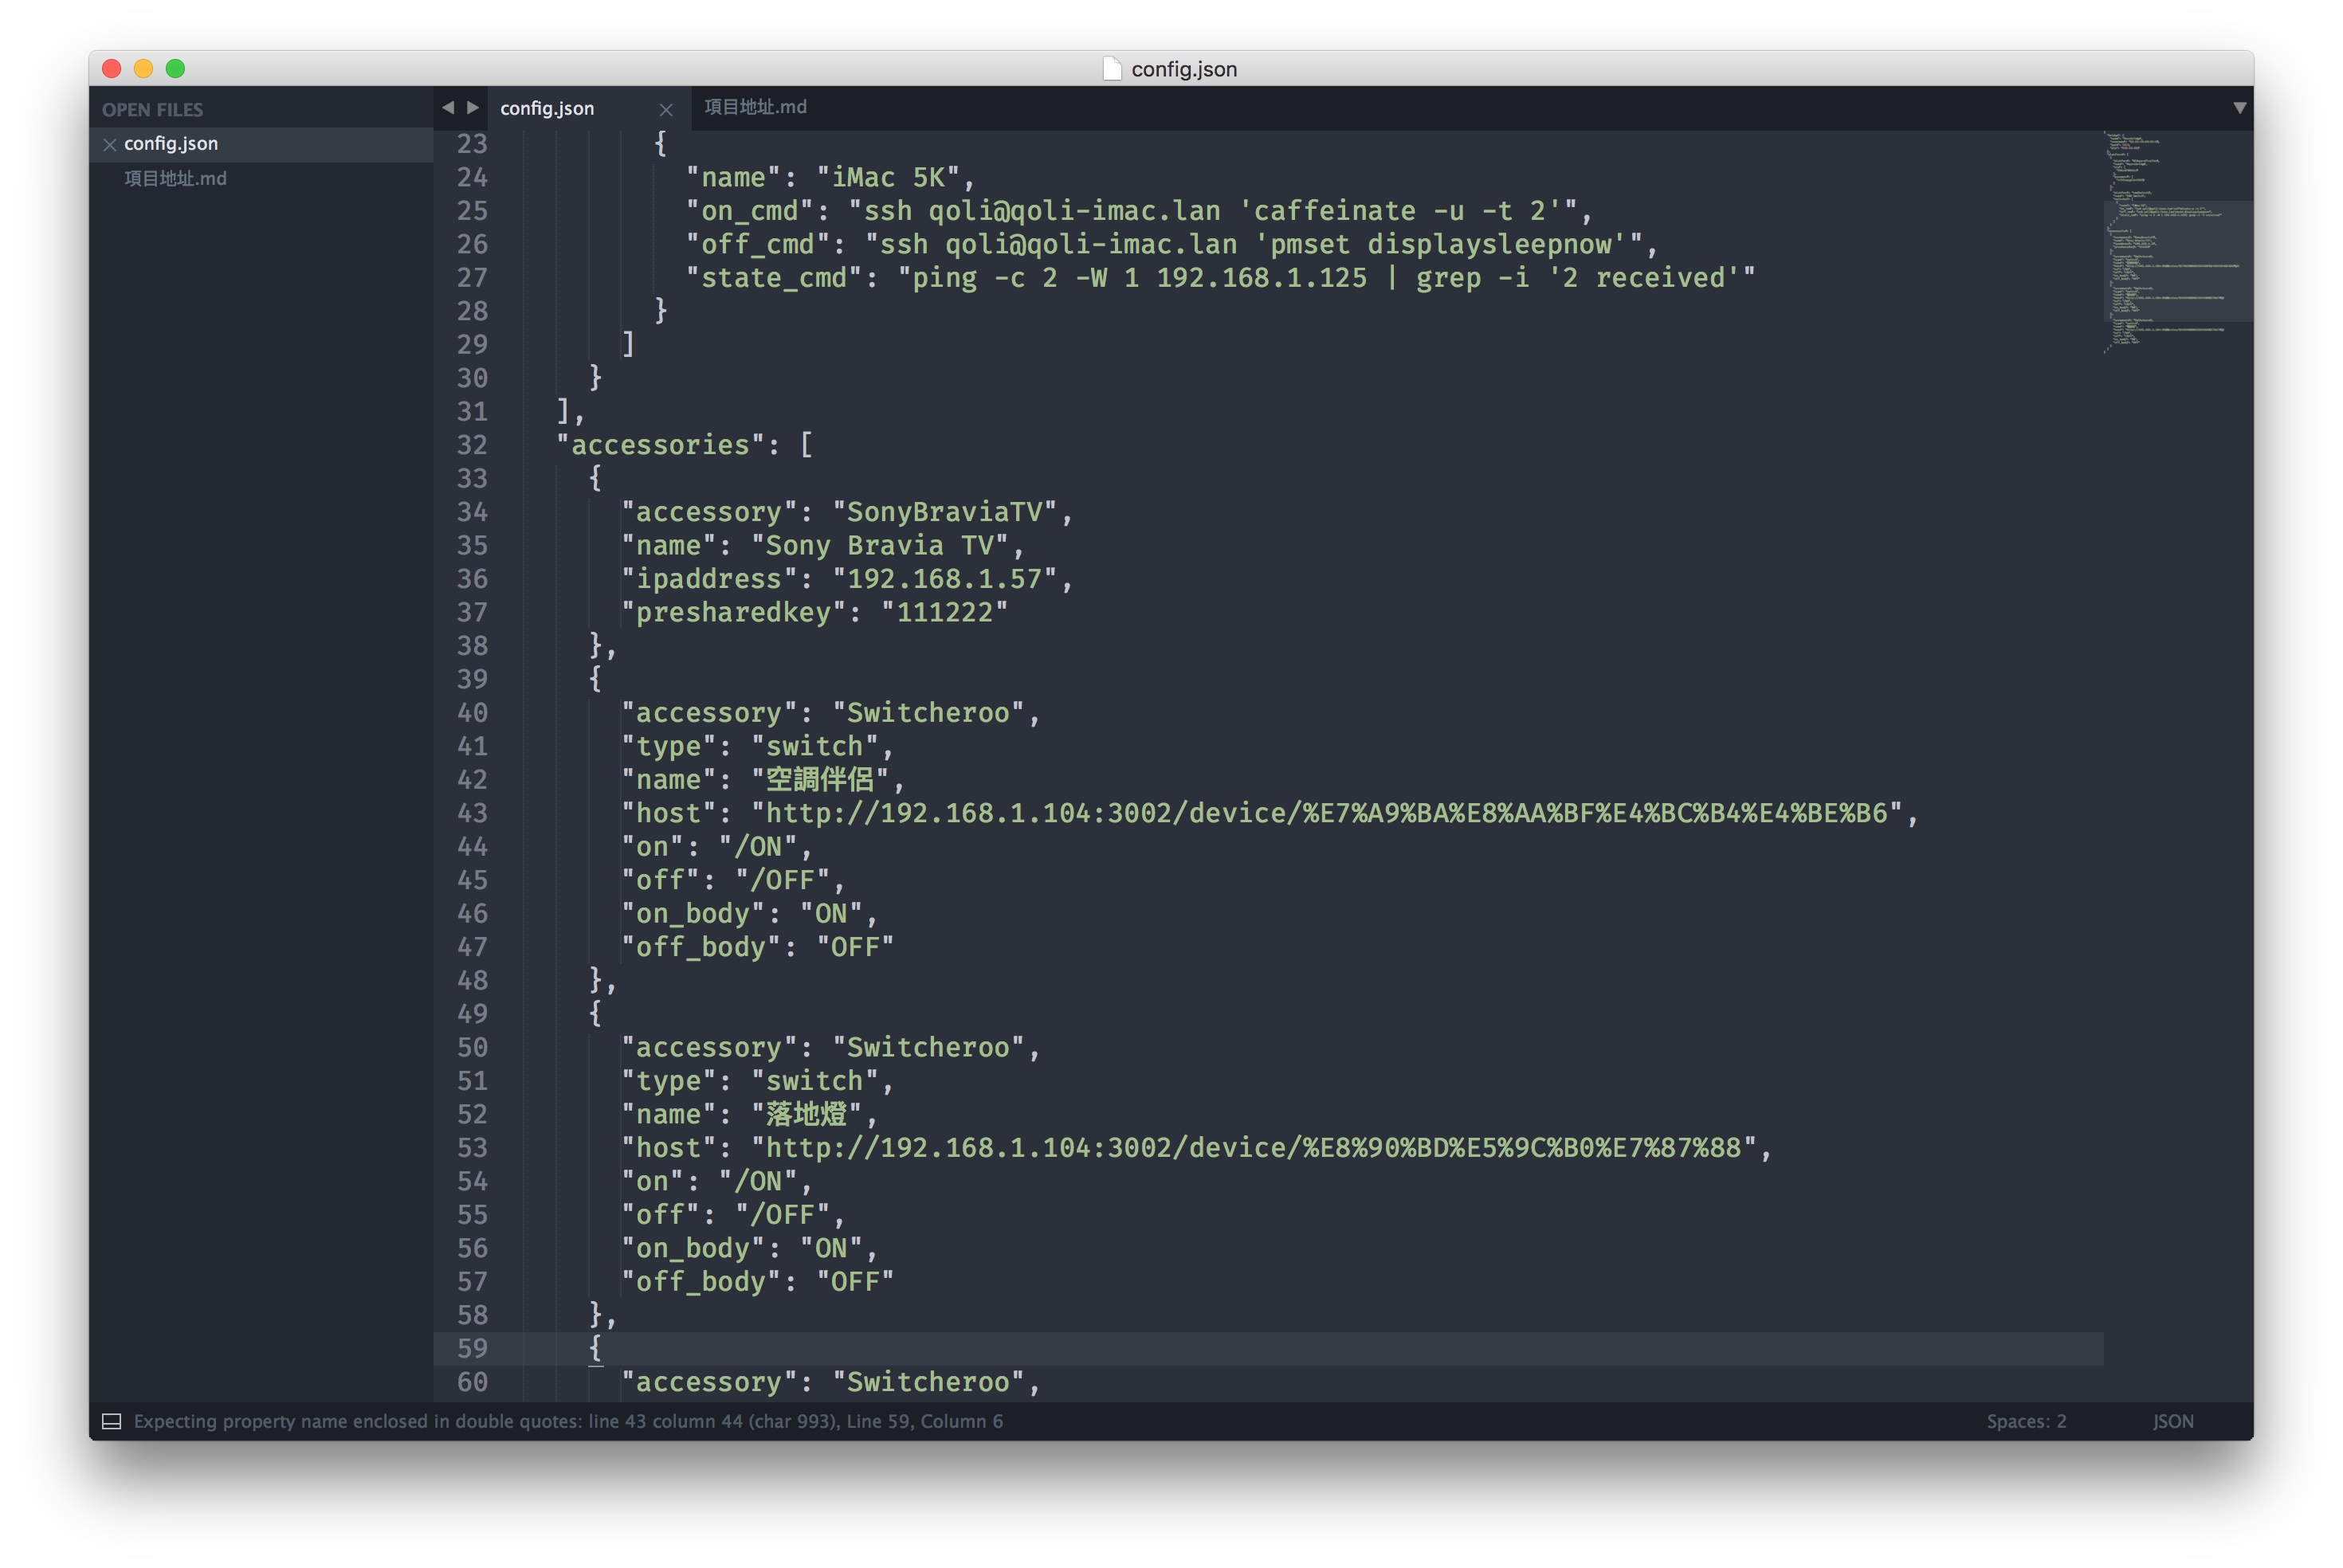 config.json
OPEN FILES
config.json
項目地址.md
config.json
項目地址.md
23 {
24 "name": "iMac 5K",
25 "on_cmd": "ssh qoli@qoli-imac.lan 'caffeinate -u -t 2'",
26 "off_cmd": "ssh qoli@qoli-imac.lan 'pmset displaysleepnow'",
27 "state_cmd": "ping -c 2 -W 1 192.168.1.125 | grep -i '2 received'"
28 }
29 ]
30 }
31 ],
32 "accessories": [
33 {
34 "accessory": "SonyBraviaTV",
35 "name": "Sony Bravia TV",
36 "ipaddress": "192.168.1.57",
37 "presharedkey": "111222"
38 },
39 {
40 "accessory": "Switcheroo",
41 "type": "switch",
42 "name": "空調伴侶",
43 "host": "http://192.168.1.104:3002/device/%E7%A9%BA%E8%AA%BF%E4%BC%B4%E4%BE%B6",
44 "on": "/ON",
45 "off": "/OFF",
46 "on_body": "ON",
47 "off_body": "OFF"
48 },
49 {
50 "accessory": "Switcheroo",
51 "type": "switch",
52 "name": "落地燈",
53 "host": "http://192.168.1.104:3002/device/%E8%90%BD%E5%9C%B0%E7%87%88",
54 "on": "/ON",
55 "off": "/OFF",
56 "on_body": "ON",
57 "off_body": "OFF"
58 },
59 {
60 "accessory": "Switcheroo",
Expecting property name enclosed in double quotes: line 43 column 44 (char 993), Line 59, Column 6
Spaces: 2
JSON